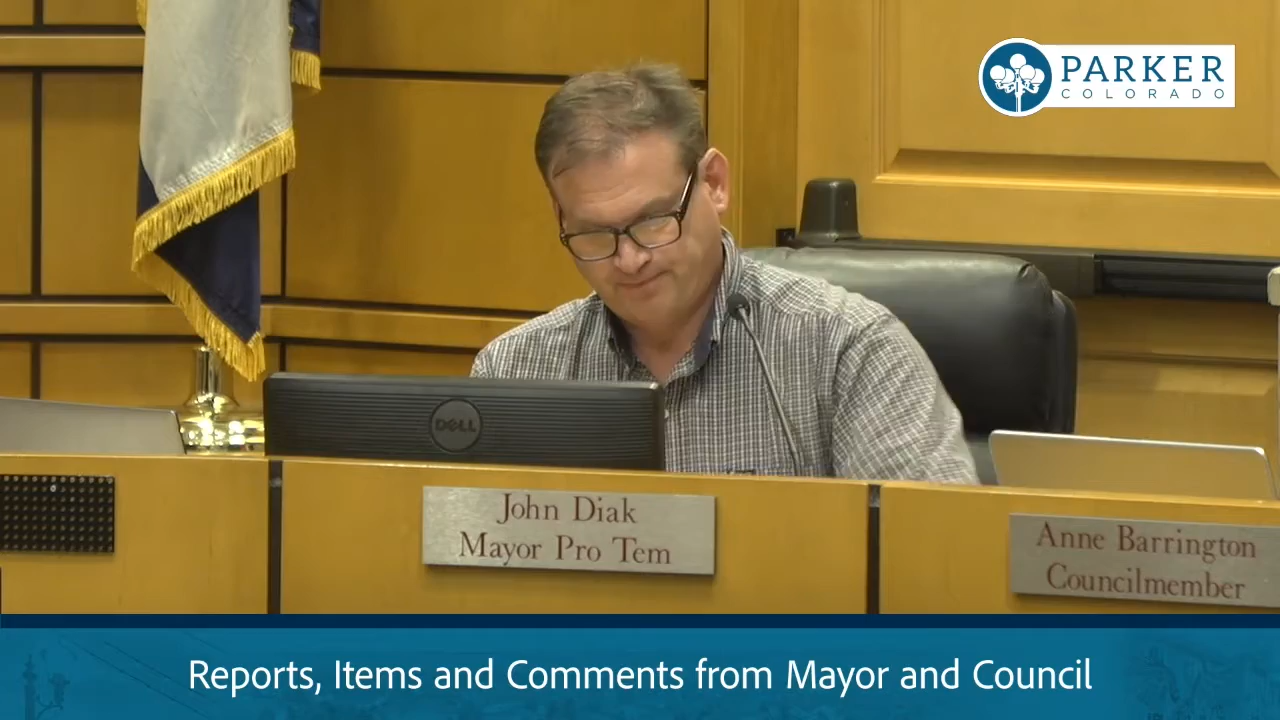 PARKER
COLORADO
DELL
John Diak
Mayor Pro Tem
Anne Barrington
Councilmember
Reports, Items and Comments from Mayor and Council